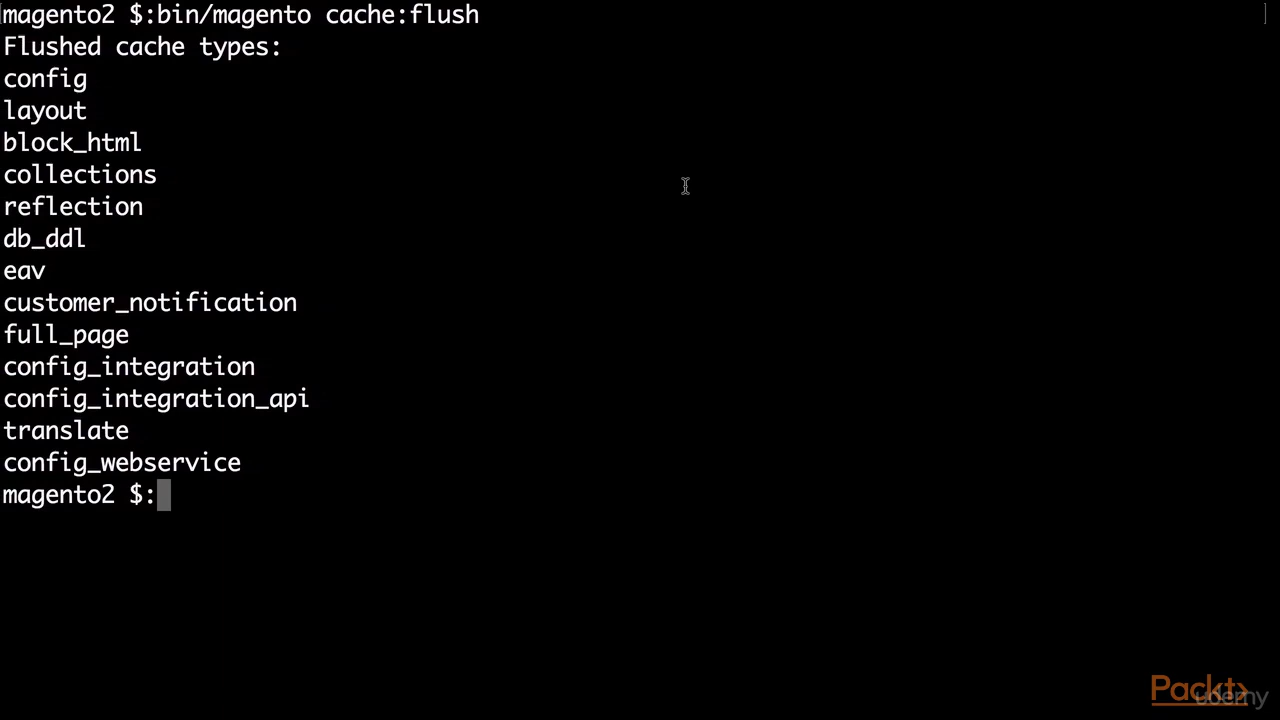 magento2 $:bin/magento cache:flush
Flushed cache types:
config
layout
block_html
collections
reflection
db_ddl
eav
customer_notification
full_page
config_integration
config_integration_api
translate
config_webservice
magento2 $:
Packt
udemy